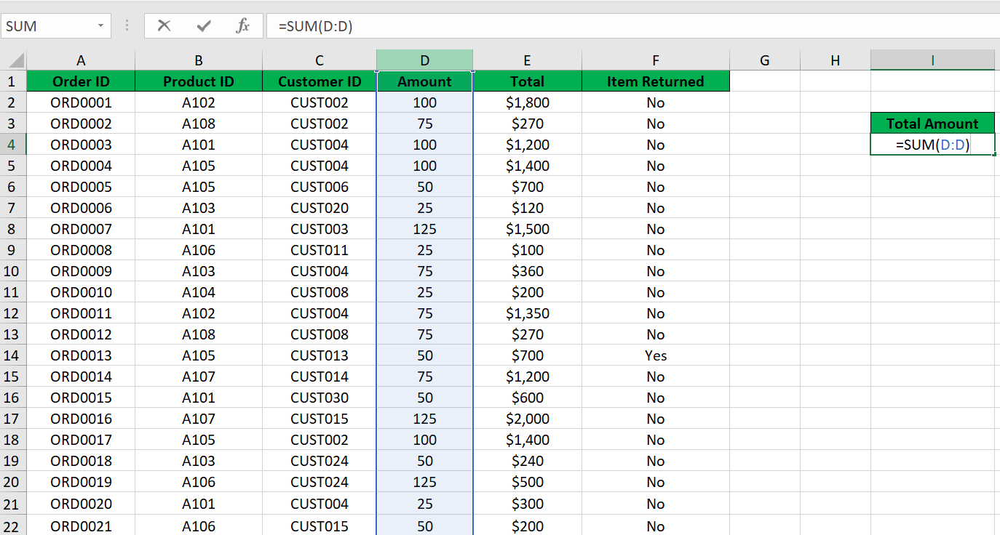 SUM fx =SUM(D:D)
A B C D E F G H I
1 Order ID Product ID Customer ID Amount Total Item Returned
2 ORD0001 A102 CUST002 100 $1,800 No
3 ORD0002 A108 CUST002 75 $270 No Total Amount
4 ORD0003 A101 CUST004 100 $1,200 No =SUM(D:D)
5 ORD0004 A105 CUST004 100 $1,400 No
6 ORD0005 A105 CUST006 50 $700 No
7 ORD0006 A103 CUST020 25 $120 No
8 ORD0007 A101 CUST003 125 $1,500 No
9 ORD0008 A106 CUST011 25 $100 No
10 ORD0009 A103 CUST004 75 $360 No
11 ORD0010 A104 CUST008 25 $200 No
12 ORD0011 A102 CUST004 75 $1,350 No
13 ORD0012 A108 CUST008 75 $270 No
14 ORD0013 A105 CUST013 50 $700 Yes
15 ORD0014 A107 CUST014 75 $1,200 No
16 ORD0015 A101 CUST030 50 $600 No
17 ORD0016 A107 CUST015 125 $2,000 No
18 ORD0017 A105 CUST002 100 $1,400 No
19 ORD0018 A103 CUST024 50 $240 No
20 ORD0019 A106 CUST024 125 $500 No
21 ORD0020 A101 CUST004 25 $300 No
22 ORD0021 A106 CUST015 50 $200 No